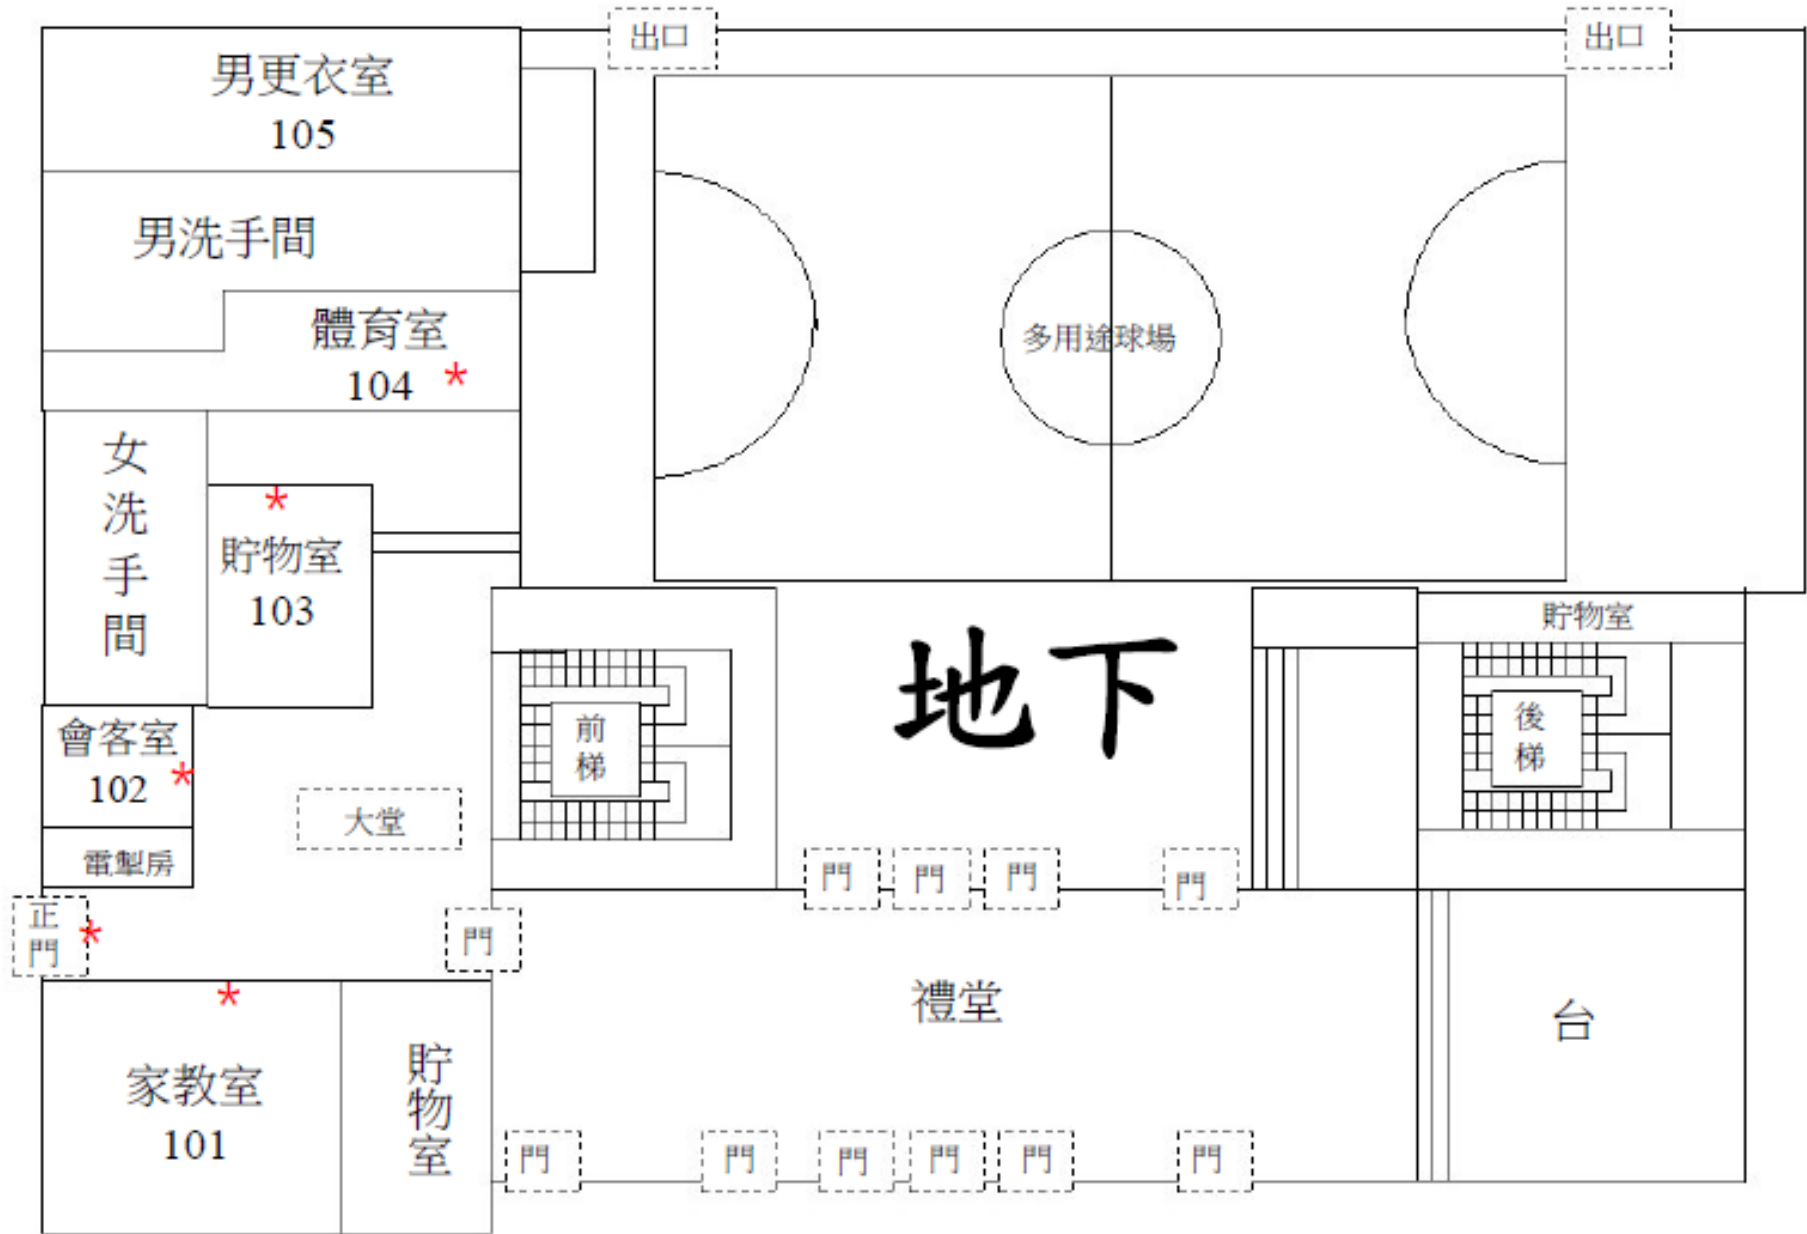 出口
出口
男更衣室
105
男洗手間
體育室
104 *
多用途球場
女洗手間
*
貯物室
103
地下
貯物室
前梯
後梯
會客室
102 *
大堂
電掣房
門
門
門
門
正門 *
門
*
禮堂
台
家教室
101
貯物室
門
門
門
門
門
門